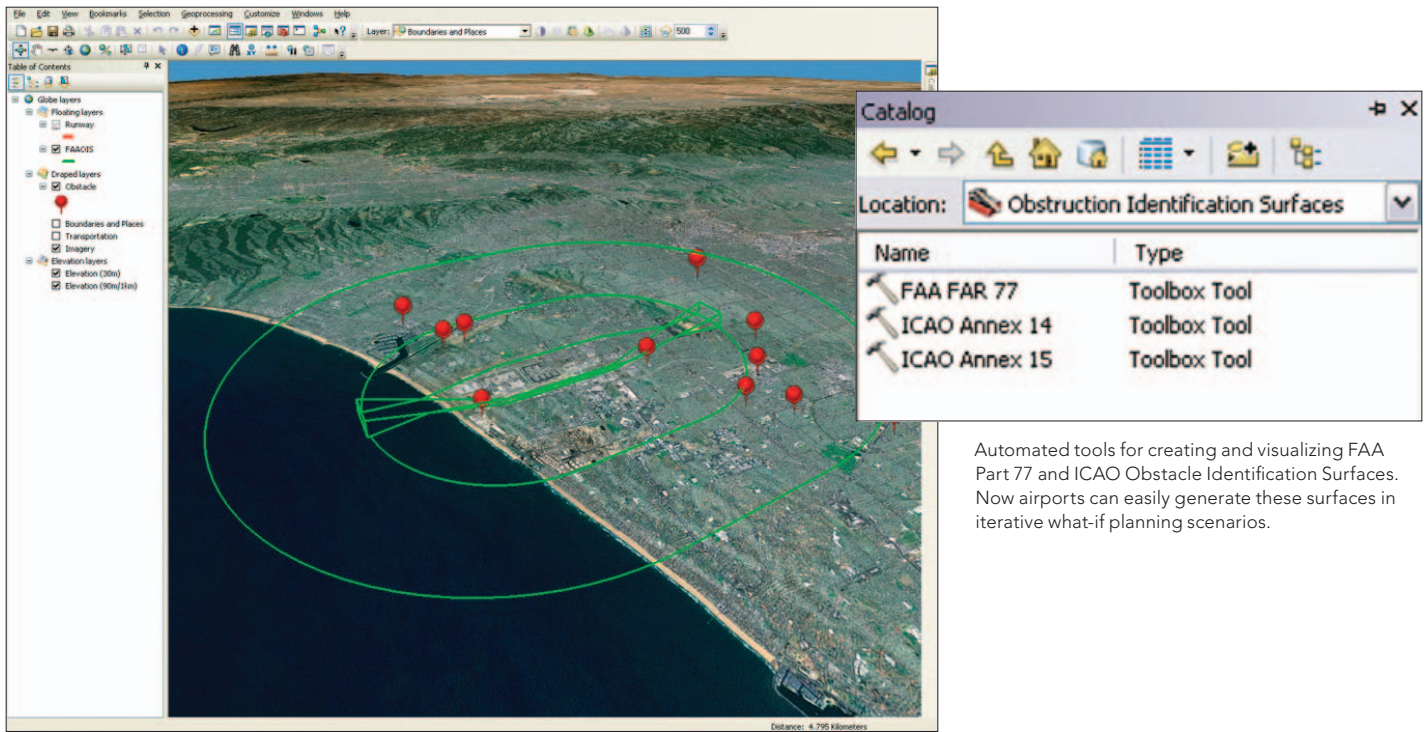 File Edit View Bookmarks Selection Geoprocessing Customize Windows Help
Layer: Boundaries and Places 500
Table of Contents
Globe layers
Floating layers
Runway
FAAOIS
Draped layers
Obstacle
Boundaries and Places
Transportation
Imagery
Elevation layers
Elevation (30m)
Elevation (90m/1km)
Distance: 4.795 Kilometers
Catalog
Location: Obstruction Identification Surfaces
Name Type
FAA FAR 77 Toolbox Tool
ICAO Annex 14 Toolbox Tool
ICAO Annex 15 Toolbox Tool
Automated tools for creating and visualizing FAA
Part 77 and ICAO Obstacle Identification Surfaces.
Now airports can easily generate these surfaces in
iterative what-if planning scenarios.